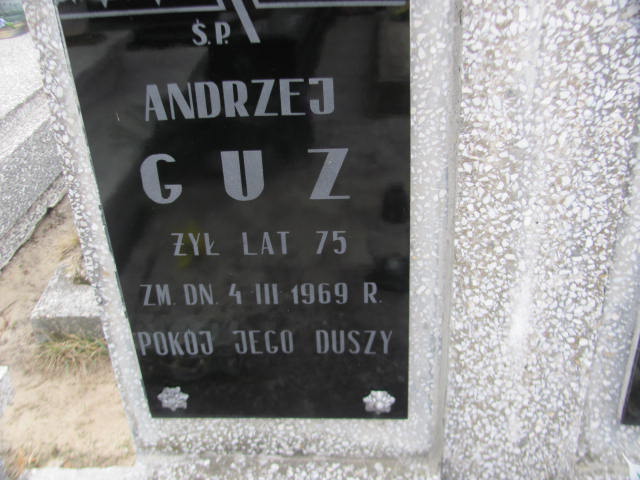 Ś.P.
ANDRZEJ
GUZ
ŻYŁ LAT 75
ZM. DN. 4 III 1969 R.
POKÓJ JEGO DUSZY